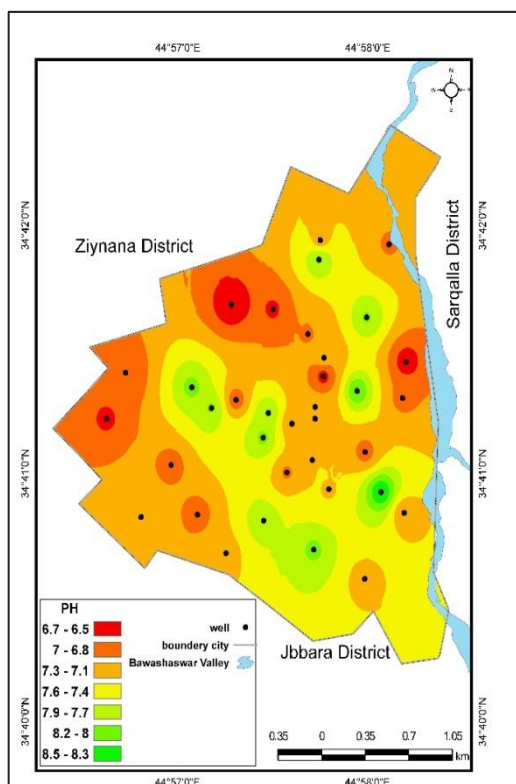 44°57'0"E 44°58'0"E
N
34°42'0"N 34°42'0"N
Ziynana District
Sarqalla District
34°41'0"N 34°41'0"N
Jbbara District
PH
6.7 - 6.5
7 - 6.8
7.3 - 7.1
7.6 - 7.4
7.9 - 7.7
8.2 - 8
8.5 - 8.3
well
boundery city
Bawashaswar Valley
0.35 0 0.35 0.7 1.05
km
34°40'0"N 34°40'0"N
44°57'0"E 44°58'0"E